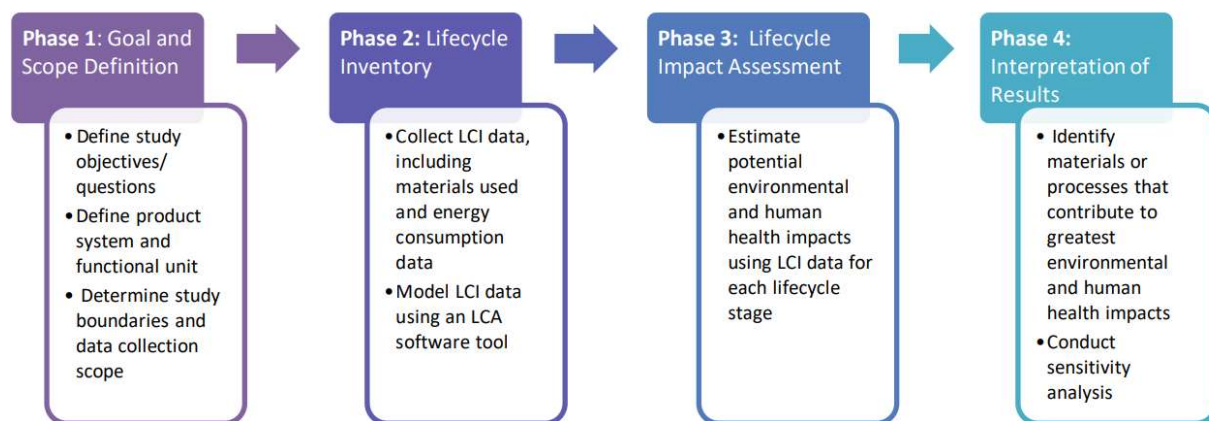 Phase 1: Goal and
Scope Definition
• Define study
objectives/
questions
• Define product
system and
functional unit
• Determine study
boundaries and
data collection
scope
Phase 2: Lifecycle
Inventory
• Collect LCI data,
including
materials used
and energy
consumption
data
• Model LCI data
using an LCA
software tool
Phase 3: Lifecycle
Impact Assessment
• Estimate
potential
environmental
and human
health impacts
using LCI data for
each lifecycle
stage
Phase 4:
Interpretation of
Results
• Identify
materials or
processes that
contribute to
greatest
environmental
and human
health impacts
• Conduct
sensitivity
analysis